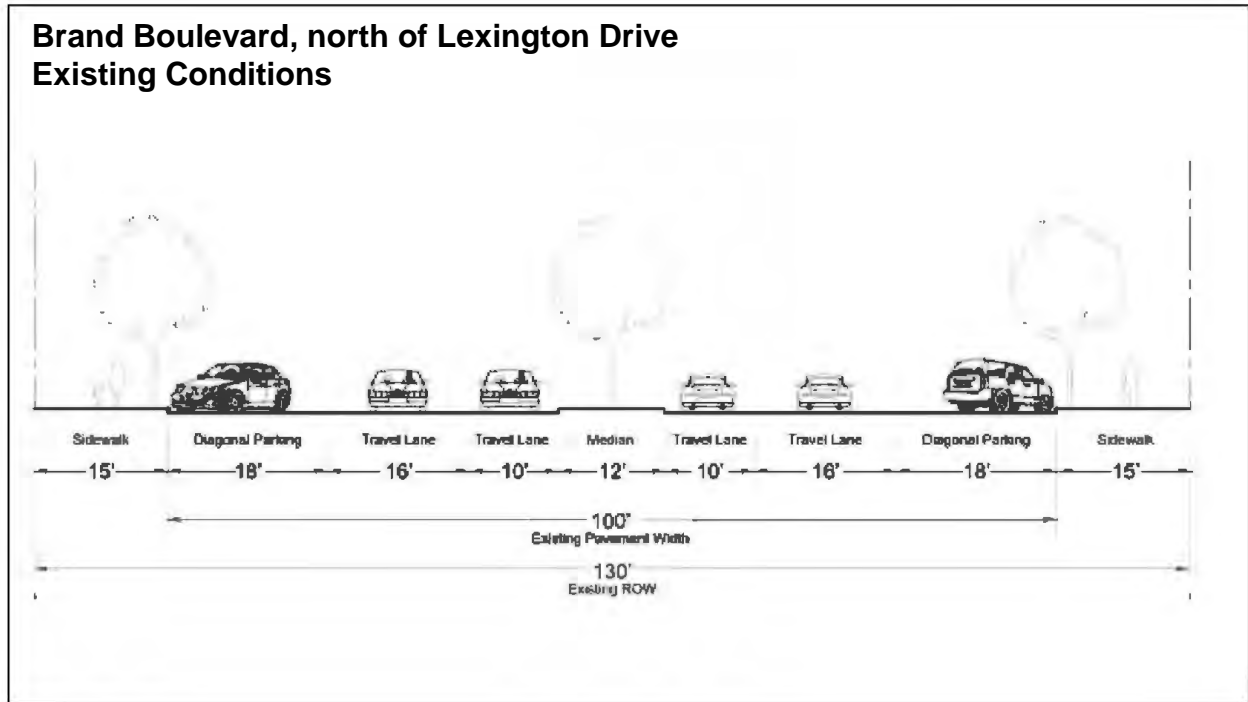 Brand Boulevard, north of Lexington Drive
Existing Conditions
Sidewalk Diagonal Parking Travel Lane Travel Lane Median Travel Lane Travel Lane Diagonal Parking Sidewalk
15' 18' 16' 10' 12' 10' 16' 18' 15'
100'
Existing Pavement Width
130'
Existing ROW